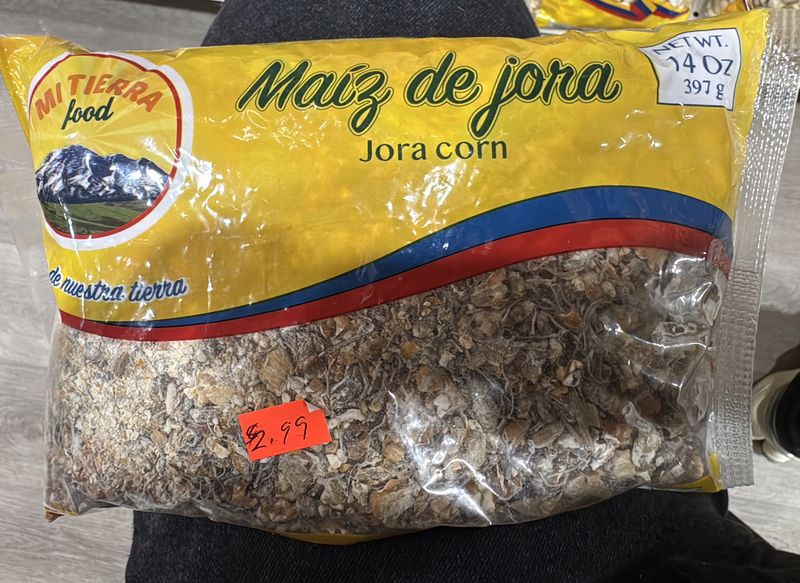 MI TIERRA
food
Maíz de jora
Jora corn
NET WT.
14 Oz
397 g
de nuestra tierra
$2.99